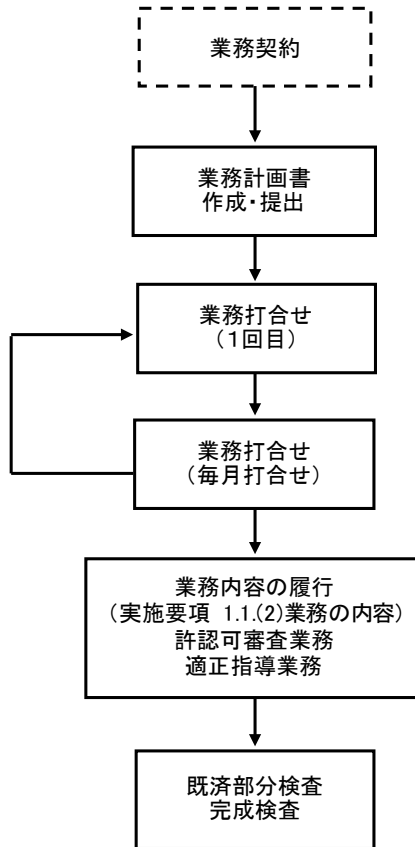 業務契約
業務計画書
作成・提出
業務打合せ
（１回目）
業務打合せ
（毎月打合せ）
業務内容の履行
（実施要項 1.1.(2)業務の内容）
許認可審査業務
適正指導業務
既済部分検査
完成検査